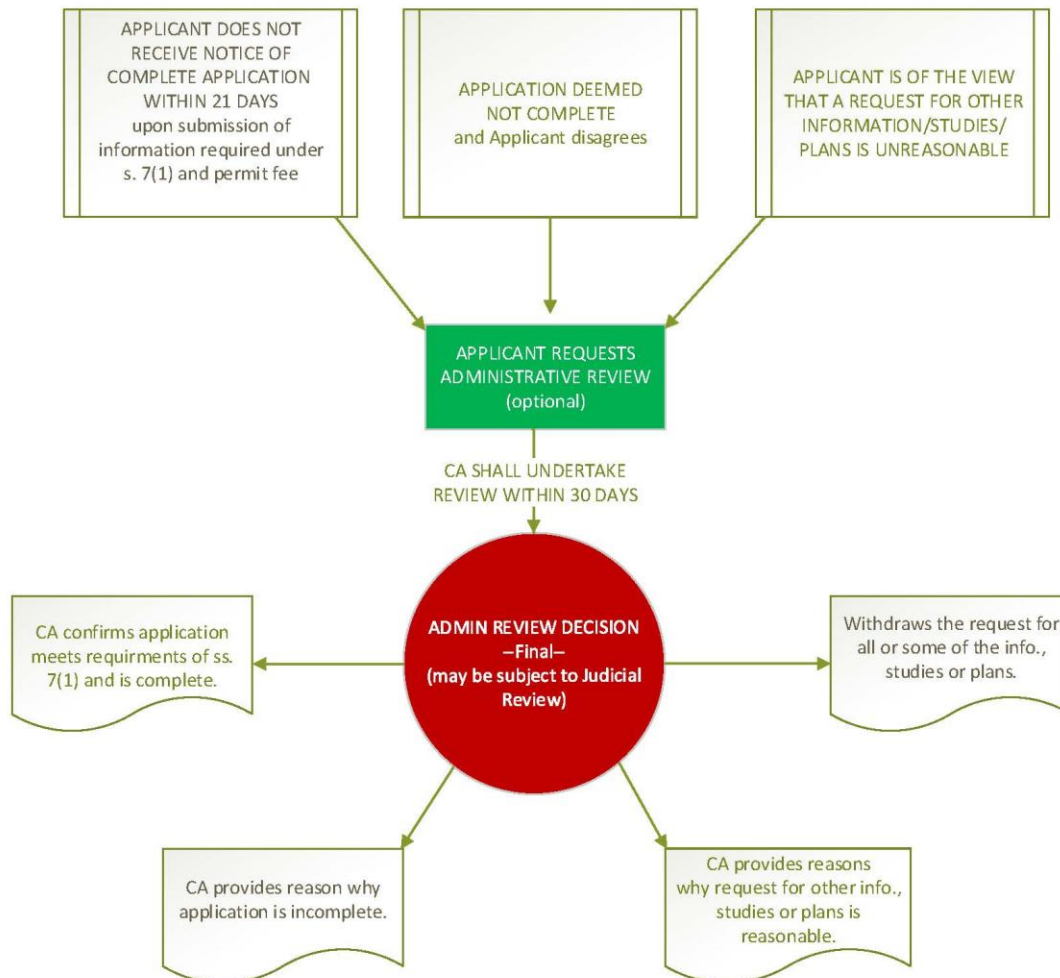 APPLICANT DOES NOT
RECEIVE NOTICE OF
COMPLETE APPLICATION
WITHIN 21 DAYS
upon submission of
information required under
s. 7(1) and permit fee
APPLICATION DEEMED
NOT COMPLETE
and Applicant disagrees
APPLICANT IS OF THE VIEW
THAT A REQUEST FOR OTHER
INFORMATION/STUDIES/
PLANS IS UNREASONABLE
APPLICANT REQUESTS
ADMINISTRATIVE REVIEW
(optional)
CA SHALL UNDERTAKE
REVIEW WITHIN 30 DAYS
ADMIN REVIEW DECISION
–Final–
(may be subject to Judicial
Review)
CA confirms application
meets requirments of ss.
7(1) and is complete.
Withdraws the request for
all or some of the info.,
studies or plans.
CA provides reason why
application is incomplete.
CA provides reasons
why request for other info.,
studies or plans is
reasonable.